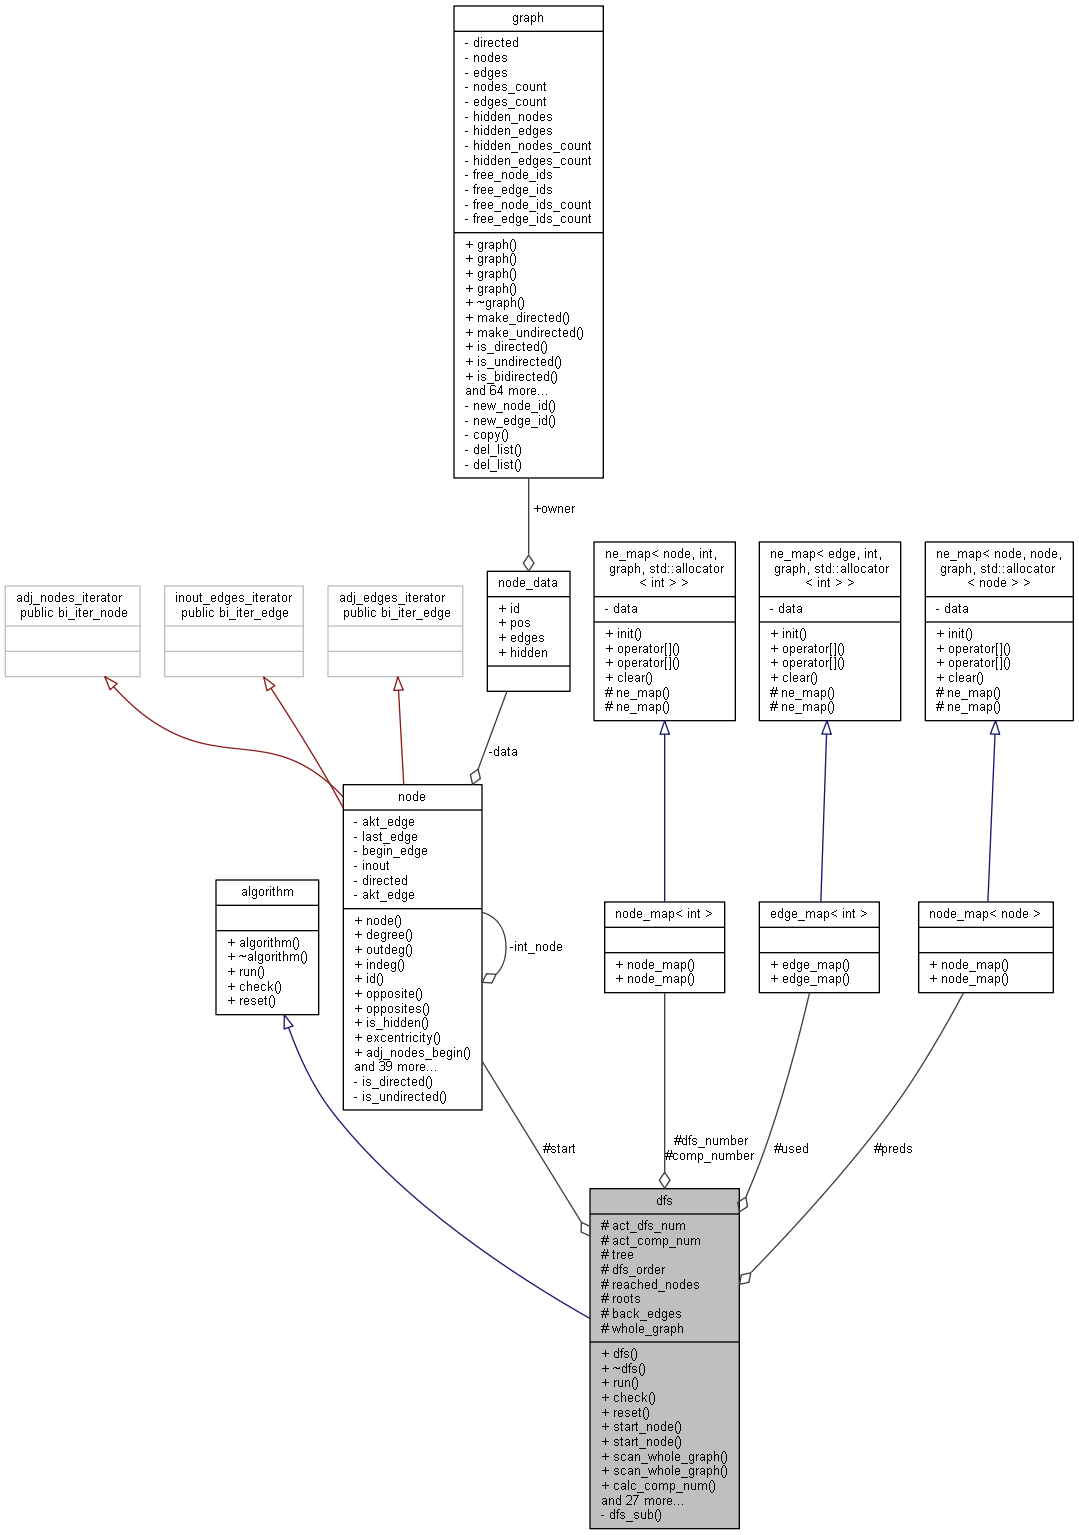 graph
- directed
- nodes
- edges
- nodes_count
- edges_count
- hidden_nodes
- hidden_edges
- hidden_nodes_count
- hidden_edges_count
- free_node_ids
- free_edge_ids
- free_node_ids_count
- free_edge_ids_count
+ graph()
+ graph()
+ graph()
+ graph()
+ ~graph()
+ make_directed()
+ make_undirected()
+ is_directed()
+ is_undirected()
+ is_bidirected()
and 64 more...
- new_node_id()
- new_edge_id()
- copy()
- del_list()
- del_list()
+owner
adj_nodes_iterator
public bi_iter_node
inout_edges_iterator
public bi_iter_edge
adj_edges_iterator
public bi_iter_edge
node_data
+ id
+ pos
+ edges
+ hidden
ne_map< node, int,
graph, std::allocator
< int > >
- data
+ init()
+ operator[]()
+ operator[]()
+ clear()
# ne_map()
# ne_map()
ne_map< edge, int,
graph, std::allocator
< int > >
- data
+ init()
+ operator[]()
+ operator[]()
+ clear()
# ne_map()
# ne_map()
ne_map< node, node,
graph, std::allocator
< node > >
- data
+ init()
+ operator[]()
+ operator[]()
+ clear()
# ne_map()
# ne_map()
-data
node
- akt_edge
- last_edge
- begin_edge
- inout
- directed
- akt_edge
+ node()
+ degree()
+ outdeg()
+ indeg()
+ id()
+ opposite()
+ opposites()
+ is_hidden()
+ excentricity()
+ adj_nodes_begin()
and 39 more...
- is_directed()
- is_undirected()
-int_node
algorithm
+ algorithm()
+ ~algorithm()
+ run()
+ check()
+ reset()
node_map< int >
+ node_map()
+ node_map()
edge_map< int >
+ edge_map()
+ edge_map()
node_map< node >
+ node_map()
+ node_map()
#start
#dfs_number
#comp_number
#used
#preds
dfs
# act_dfs_num
# act_comp_num
# tree
# dfs_order
# reached_nodes
# roots
# back_edges
# whole_graph
+ dfs()
+ ~dfs()
+ run()
+ check()
+ reset()
+ start_node()
+ start_node()
+ scan_whole_graph()
+ scan_whole_graph()
+ calc_comp_num()
and 27 more...
- dfs_sub()